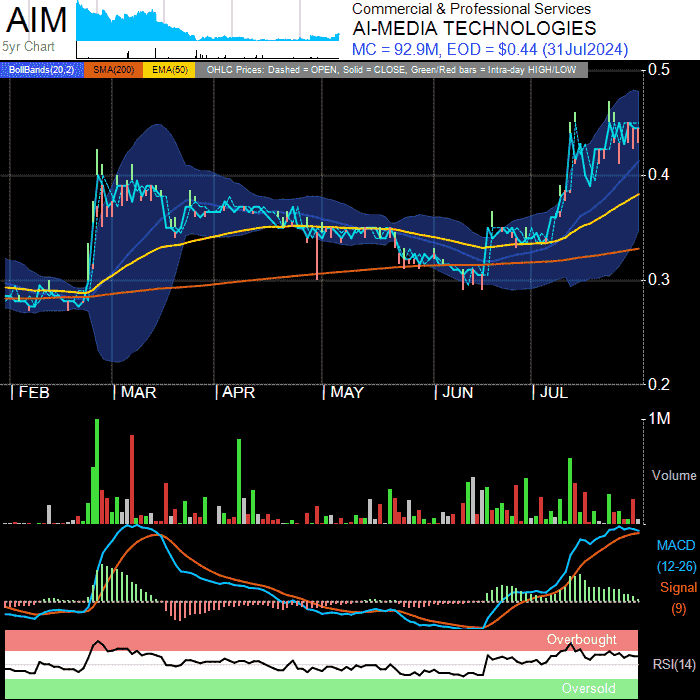 AIM
5yr Chart
Commercial & Professional Services
AI-MEDIA TECHNOLOGIES
MC = 92.9M, EOD = $0.44 (31Jul2024)
BollBands(20,2) SMA(200) EMA(50) OHLC Prices: Dashed = OPEN, Solid = CLOSE, Green/Red bars = Intra-day HIGH/LOW
0.5
0.4
0.3
0.2
| FEB | MAR | APR | MAY | JUN | JUL
1M
Volume
MACD
(12-26)
Signal
(9)
Overbought
RSI(14)
Oversold